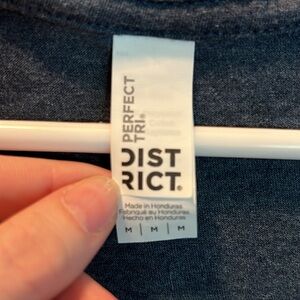 PERFECT
TRI®
DIST
RICT®
Made in Honduras
Fabriqué au Honduras
Hecho en Honduras
M | M | M